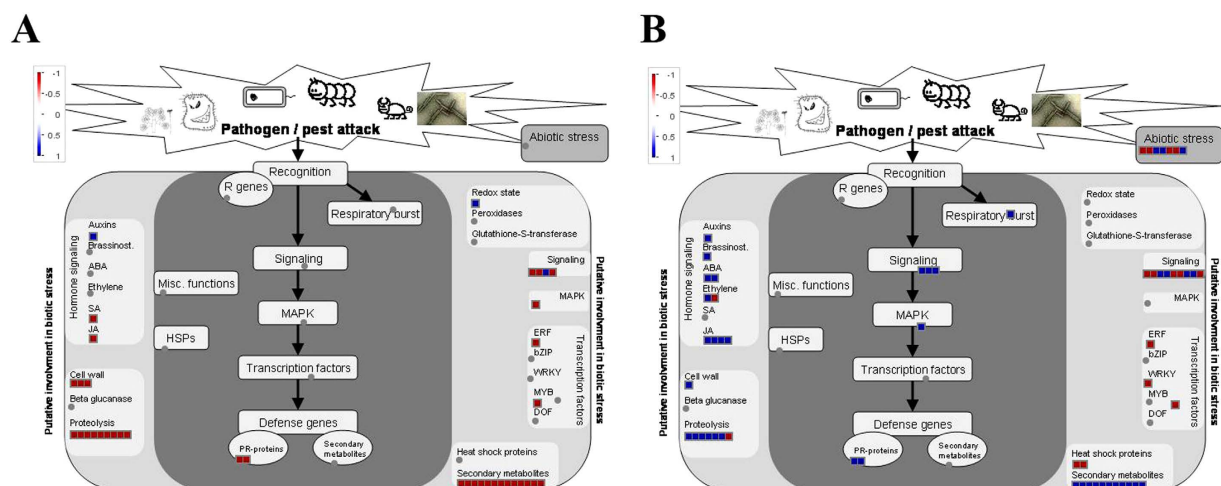 A
-1
-0.5
0
0.5
1
Pathogen / pest attack
Abiotic stress
Recognition
R genes
Respiratory burst
Redox state
Peroxidases
Glutathione-S-transferase
Putative involvment in biotic stress
Hormone signaling
Auxins
Brassinost.
ABA
Ethylene
SA
JA
Signaling
Misc. functions
MAPK
HSPs
Transcription factors
Defense genes
PR-proteins
Secondary
metabolites
Cell wall
Beta glucanase
Proteolysis
Signaling
MAPK
ERF
bZIP
WRKY
MYB
DOF
Transcription factors
Putative involvment in biotic stress
Heat shock proteins
Secondary metabolites
B
-1
-0.5
0
0.5
1
Pathogen / pest attack
Abiotic stress
Recognition
R genes
Respiratory burst
Redox state
Peroxidases
Glutathione-S-transferase
Putative involvment in biotic stress
Hormone signaling
Auxins
Brassinost.
ABA
Ethylene
SA
JA
Signaling
Misc. functions
MAPK
HSPs
Transcription factors
Defense genes
PR-proteins
Secondary
metabolites
Cell wall
Beta glucanase
Proteolysis
Signaling
MAPK
ERF
bZIP
WRKY
MYB
DOF
Transcription factors
Putative involvment in biotic stress
Heat shock proteins
Secondary metabolites